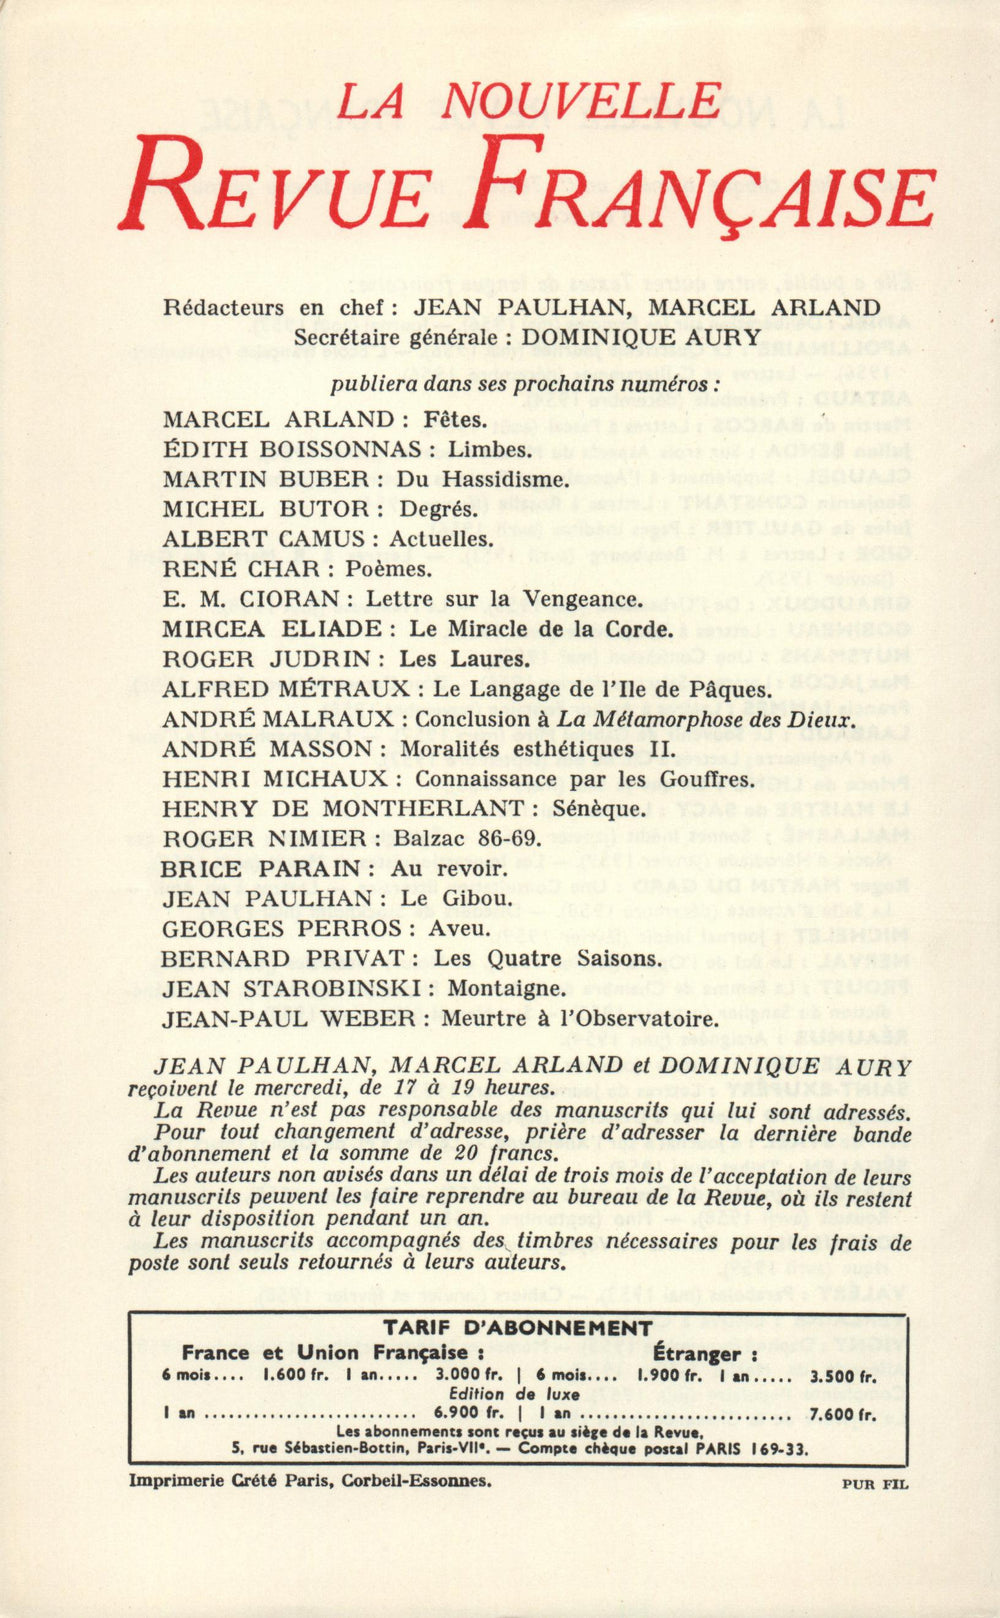 LA NOUVELLE
REVUE FRANÇAISE
Rédacteurs en chef : JEAN PAULHAN, MARCEL ARLAND
Secrétaire générale : DOMINIQUE AURY
publiera dans ses prochains numéros :
MARCEL ARLAND : Fêtes.
ÉDITH BOISSONNAS : Limbes.
MARTIN BUBER : Du Hassidisme.
MICHEL BUTOR : Degrés.
ALBERT CAMUS : Actuelles.
RENÉ CHAR : Poèmes.
E. M. CIORAN : Lettre sur la Vengeance.
MIRCEA ELIADE : Le Miracle de la Corde.
ROGER JUDRIN : Les Laures.
ALFRED MÉTRAUX : Le Langage de l'Ile de Pâques.
ANDRÉ MALRAUX : Conclusion à La Métamorphose des Dieux.
ANDRÉ MASSON : Moralités esthétiques II.
HENRI MICHAUX : Connaissance par les Gouffres.
HENRY DE MONTHERLANT : Sénèque.
ROGER NIMIER : Balzac 86-69.
BRICE PARAIN : Au revoir.
JEAN PAULHAN : Le Gibou.
GEORGES PERROS : Aveu.
BERNARD PRIVAT : Les Quatre Saisons.
JEAN STAROBINSKI : Montaigne.
JEAN-PAUL WEBER : Meurtre à l'Observatoire.
JEAN PAULHAN, MARCEL ARLAND et DOMINIQUE AURY
reçoivent le mercredi, de 17 à 19 heures.
La Revue n'est pas responsable des manuscrits qui lui sont adressés.
Pour tout changement d'adresse, prière d'adresser la dernière bande
d'abonnement et la somme de 20 francs.
Les auteurs non avisés dans un délai de trois mois de l'acceptation de leurs
manuscrits peuvent les faire reprendre au bureau de la Revue, où ils restent
à leur disposition pendant un an.
Les manuscrits accompagnés des timbres nécessaires pour les frais de
poste sont seuls retournés à leurs auteurs.
TARIF D'ABONNEMENT
France et Union Française : Étranger :
6 mois.... 1.600 fr. 1 an..... 3.000 fr. | 6 mois.... 1.900 fr. 1 an..... 3.500 fr.
Edition de luxe
1 an .......................... 6.900 fr. | 1 an .......................... 7.600 fr.
Les abonnements sont reçus au siège de la Revue,
5, rue Sébastien-Bottin, Paris-VIIe. — Compte chèque postal PARIS 169-33.
Imprimerie Crété Paris, Corbeil-Essonnes. PUR FIL